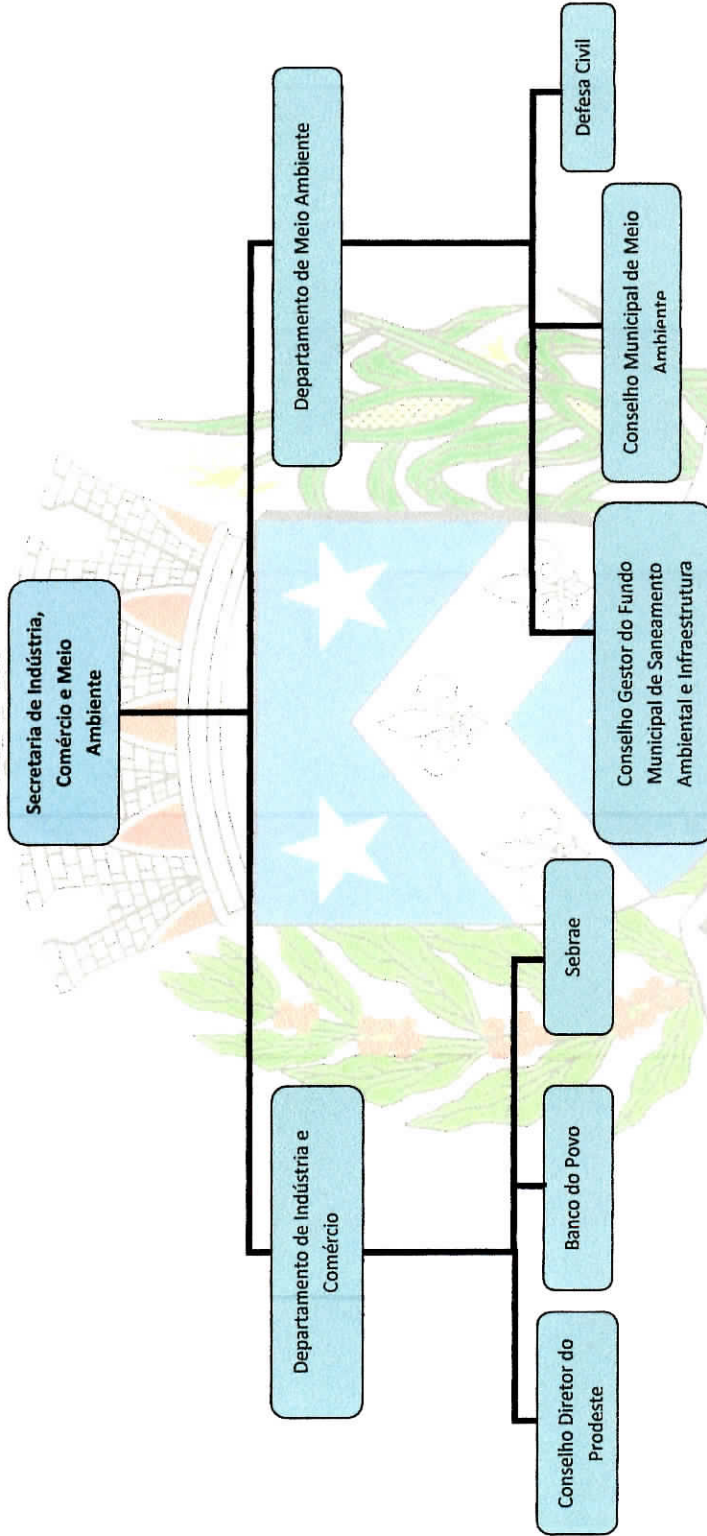 Secretaria de Indústria,
Comércio e Meio
Ambiente
Departamento de Indústria e
Comércio
Departamento de Meio Ambiente
Conselho Diretor do
Prodeste
Banco do Povo
Sebrae
Conselho Gestor do Fundo
Municipal de Saneamento
Ambiental e Infraestrutura
Conselho Municipal de Meio
Ambiente
Defesa Civil